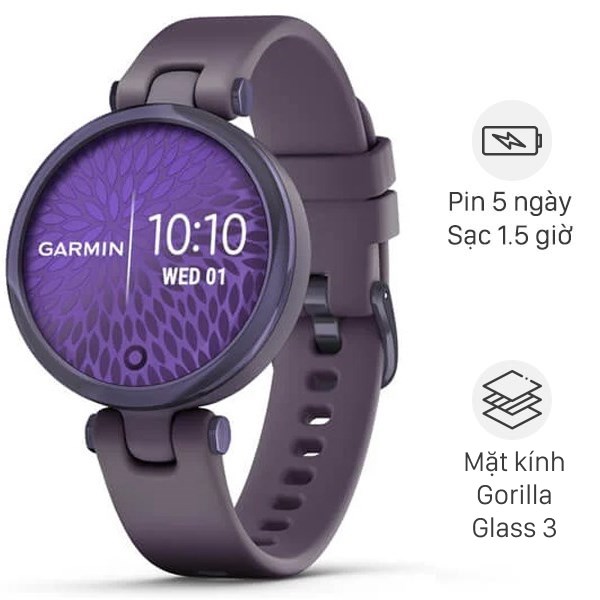 GARMIN
10:10
WED 01
Pin 5 ngày
Sạc 1.5 giờ
Mặt kính
Gorilla
Glass 3